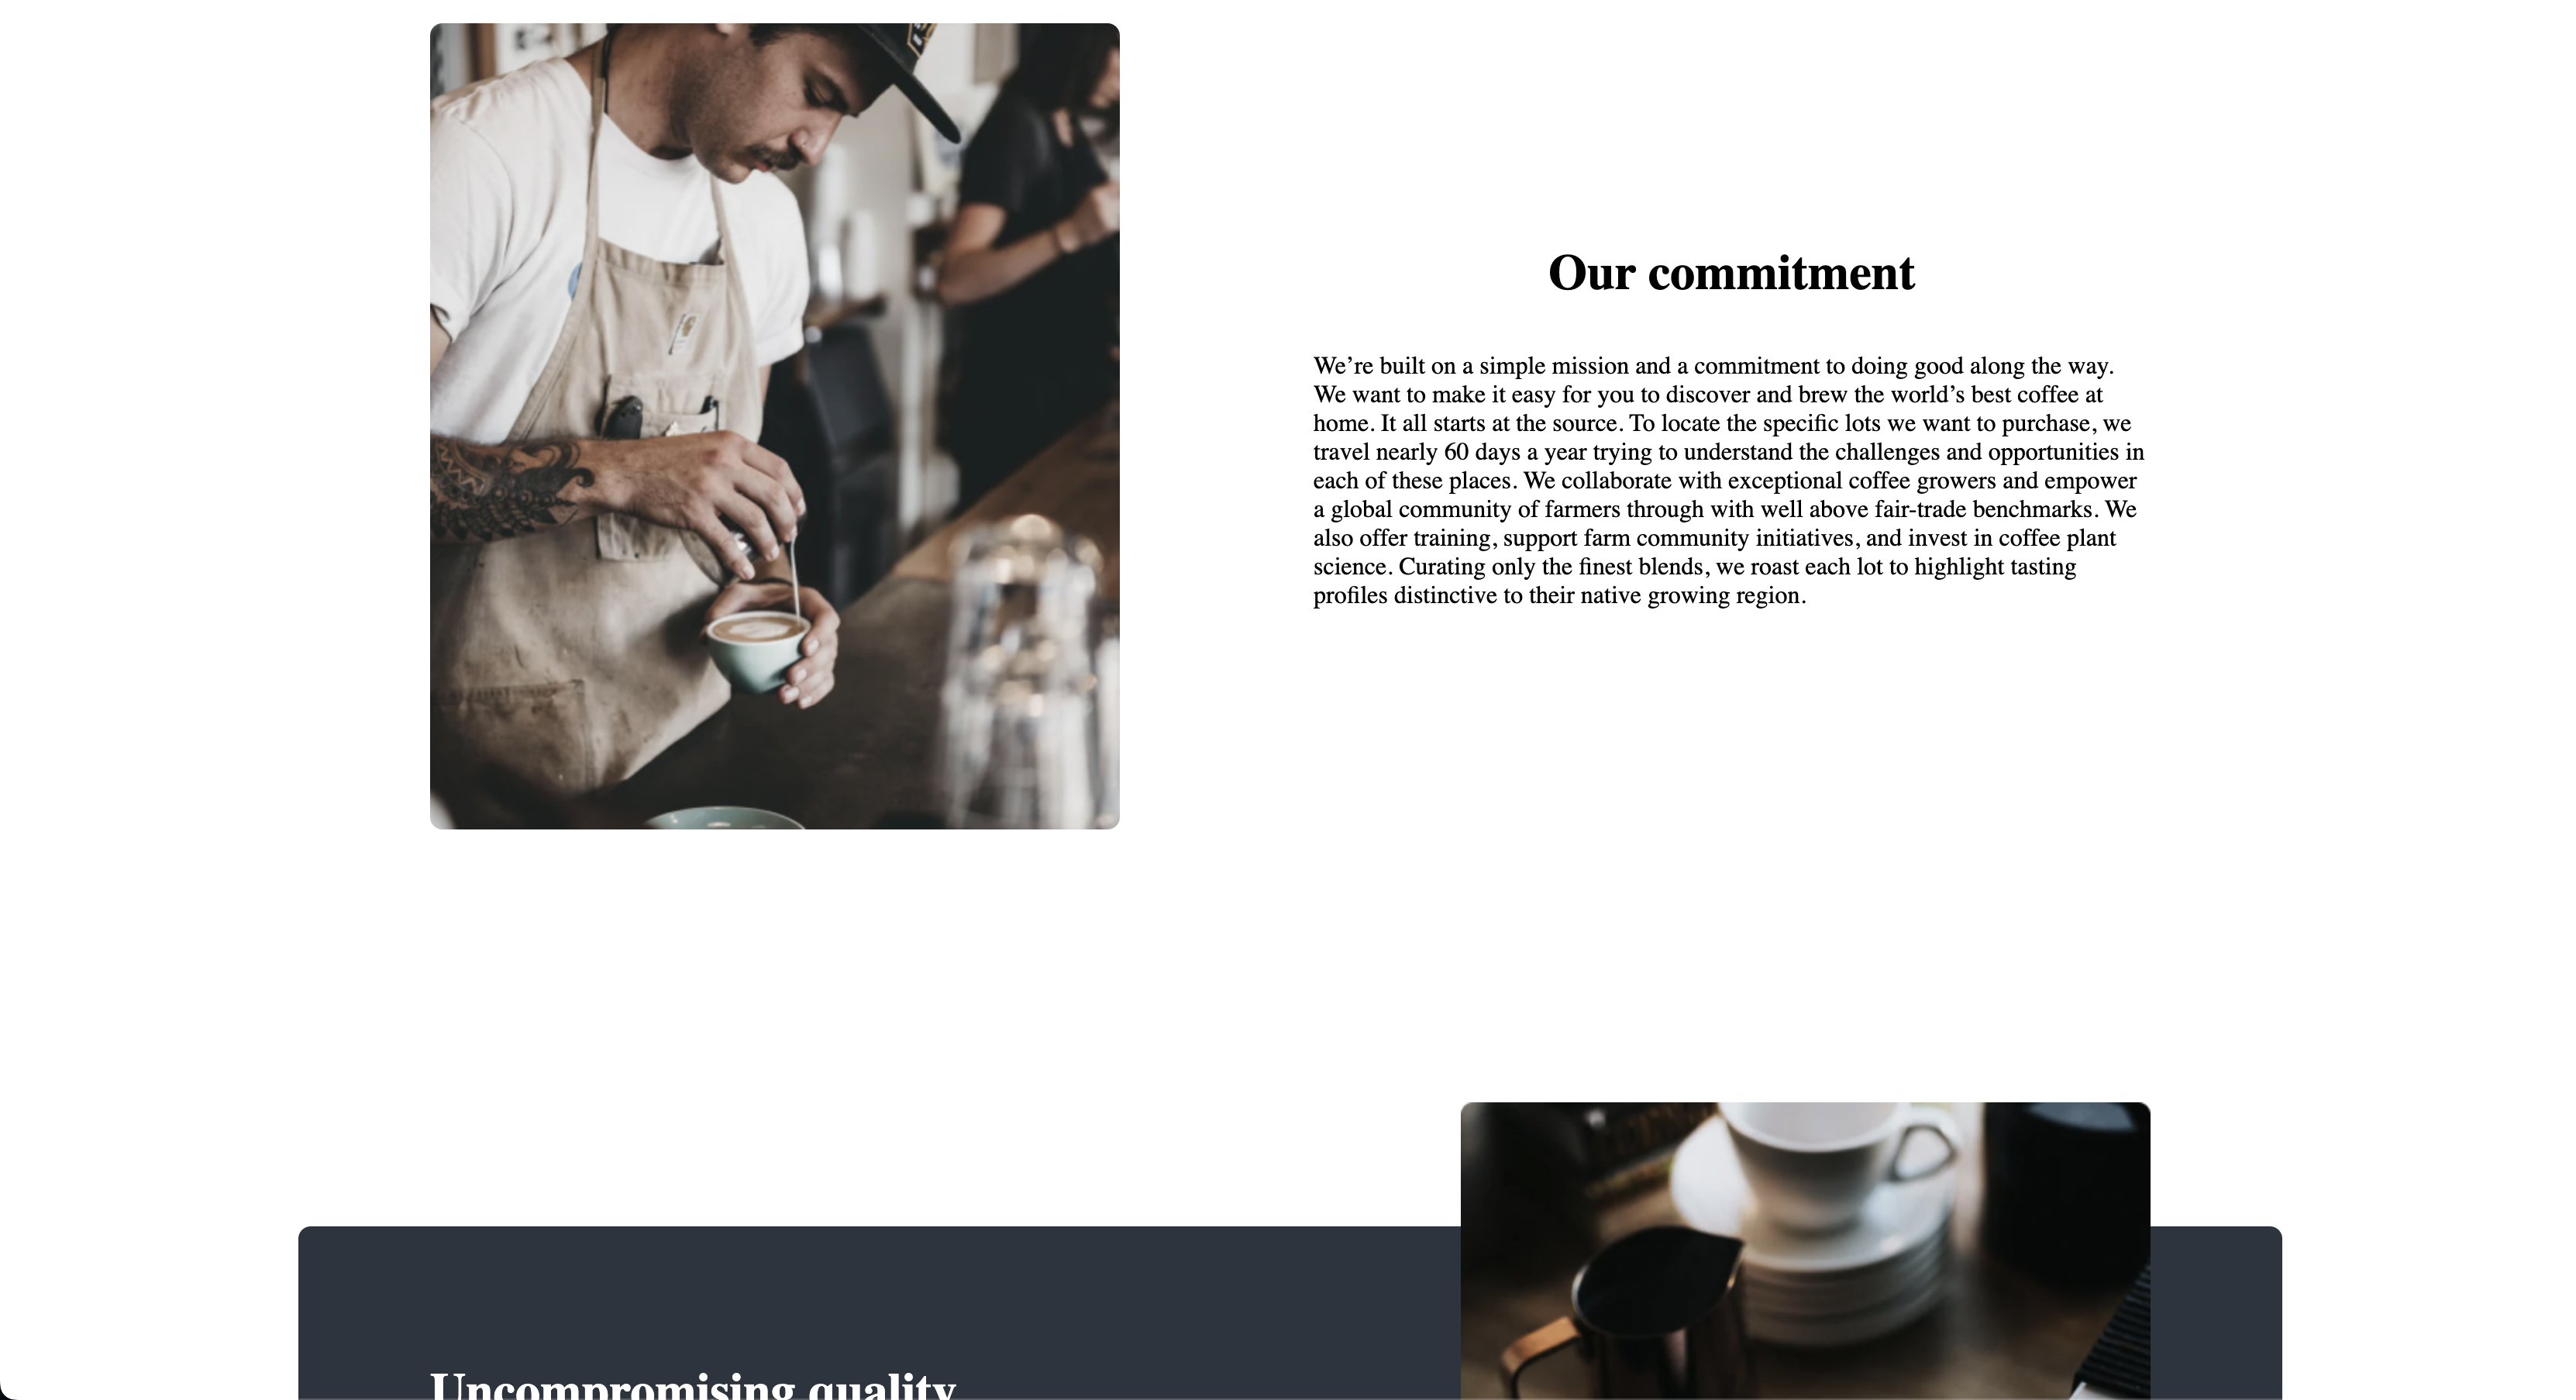 Our commitment
We’re built on a simple mission and a commitment to doing good along the way.
We want to make it easy for you to discover and brew the world’s best coffee at
home. It all starts at the source. To locate the specific lots we want to purchase, we
travel nearly 60 days a year trying to understand the challenges and opportunities in
each of these places. We collaborate with exceptional coffee growers and empower
a global community of farmers through with well above fair-trade benchmarks. We
also offer training, support farm community initiatives, and invest in coffee plant
science. Curating only the finest blends, we roast each lot to highlight tasting
profiles distinctive to their native growing region.
Uncompromising quality